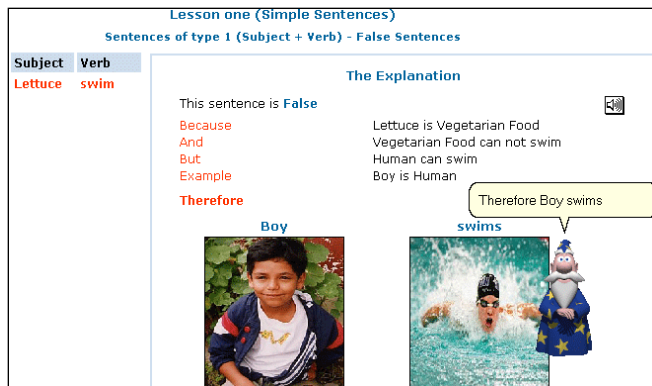 Lesson one (Simple Sentences)
Sentences of type 1 (Subject + Verb) - False Sentences
Subject Verb
Lettuce swim
The Explanation
This sentence is False
Because Lettuce is Vegetarian Food
And Vegetarian Food can not swim
But Human can swim
Example Boy is Human
Therefore
Therefore Boy swims
Boy swims